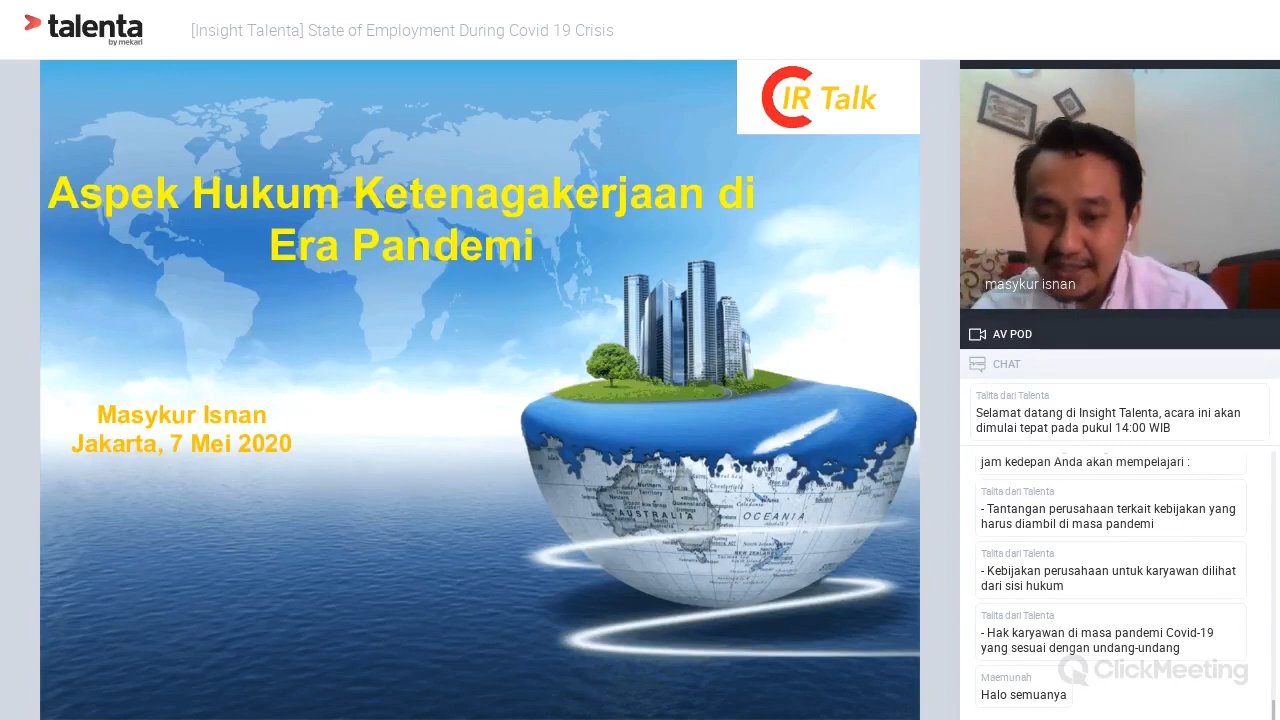 talenta
by mekari
[Insight Talenta] State of Employment During Covid 19 Crisis
IR Talk
Aspek Hukum Ketenagakerjaan di
Era Pandemi
Masykur Isnan
Jakarta, 7 Mei 2020
AUSTRALIA
OCEANIA
masykur isnan
AV POD
CHAT
Talita dari Talenta
Selamat datang di Insight Talenta, acara ini akan
dimulai tepat pada pukul 14:00 WIB
jam kedepan Anda akan mempelajari :
Talita dari Talenta
- Tantangan perusahaan terkait kebijakan yang
harus diambil di masa pandemi
Talita dari Talenta
- Kebijakan perusahaan untuk karyawan dilihat
dari sisi hukum
Talita dari Talenta
- Hak karyawan di masa pandemi Covid-19
yang sesuai dengan undang-undang
ClickMeeting
Maemunah
Halo semuanya